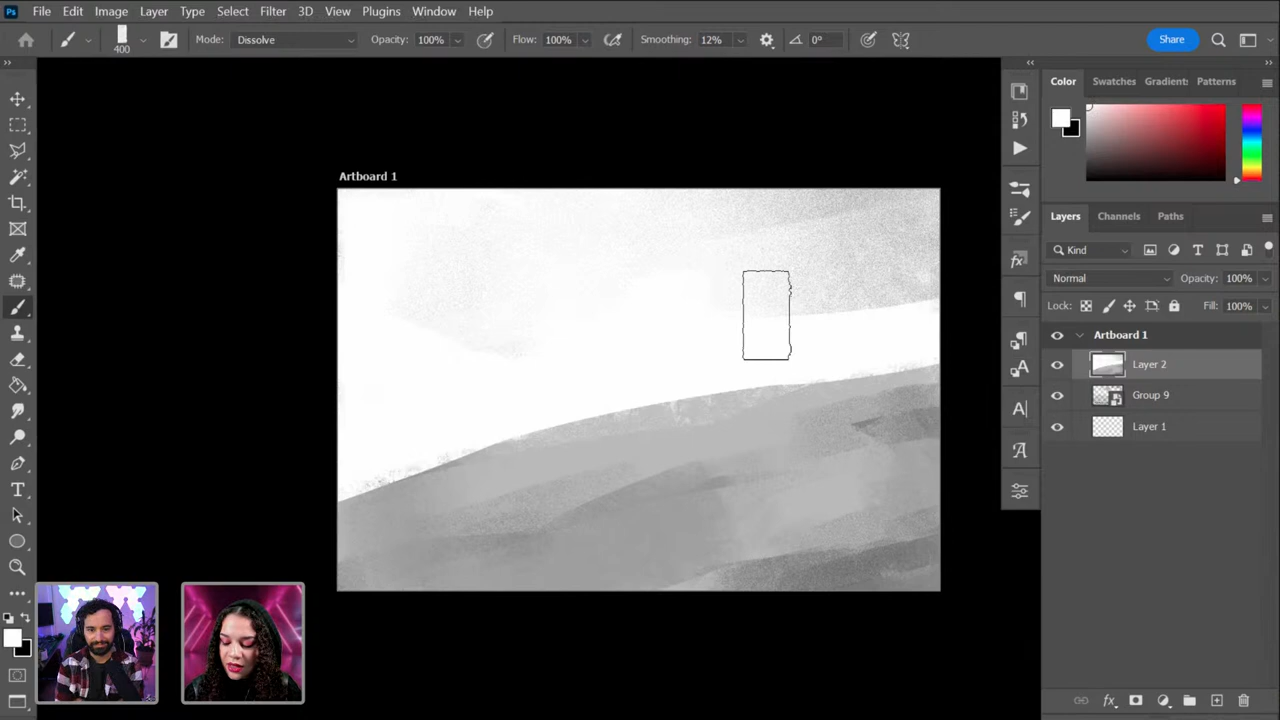 Ps File Edit Image Layer Type Select Filter 3D View Plugins Window Help
400 Mode: Dissolve Opacity: 100% Flow: 100% Smoothing: 12% 0° Share
Color Swatches Gradient: Patterns
Artboard 1
Layers Channels Paths
Kind
Normal Opacity: 100%
Lock: Fill: 100%
Artboard 1
Layer 2
Group 9
Layer 1